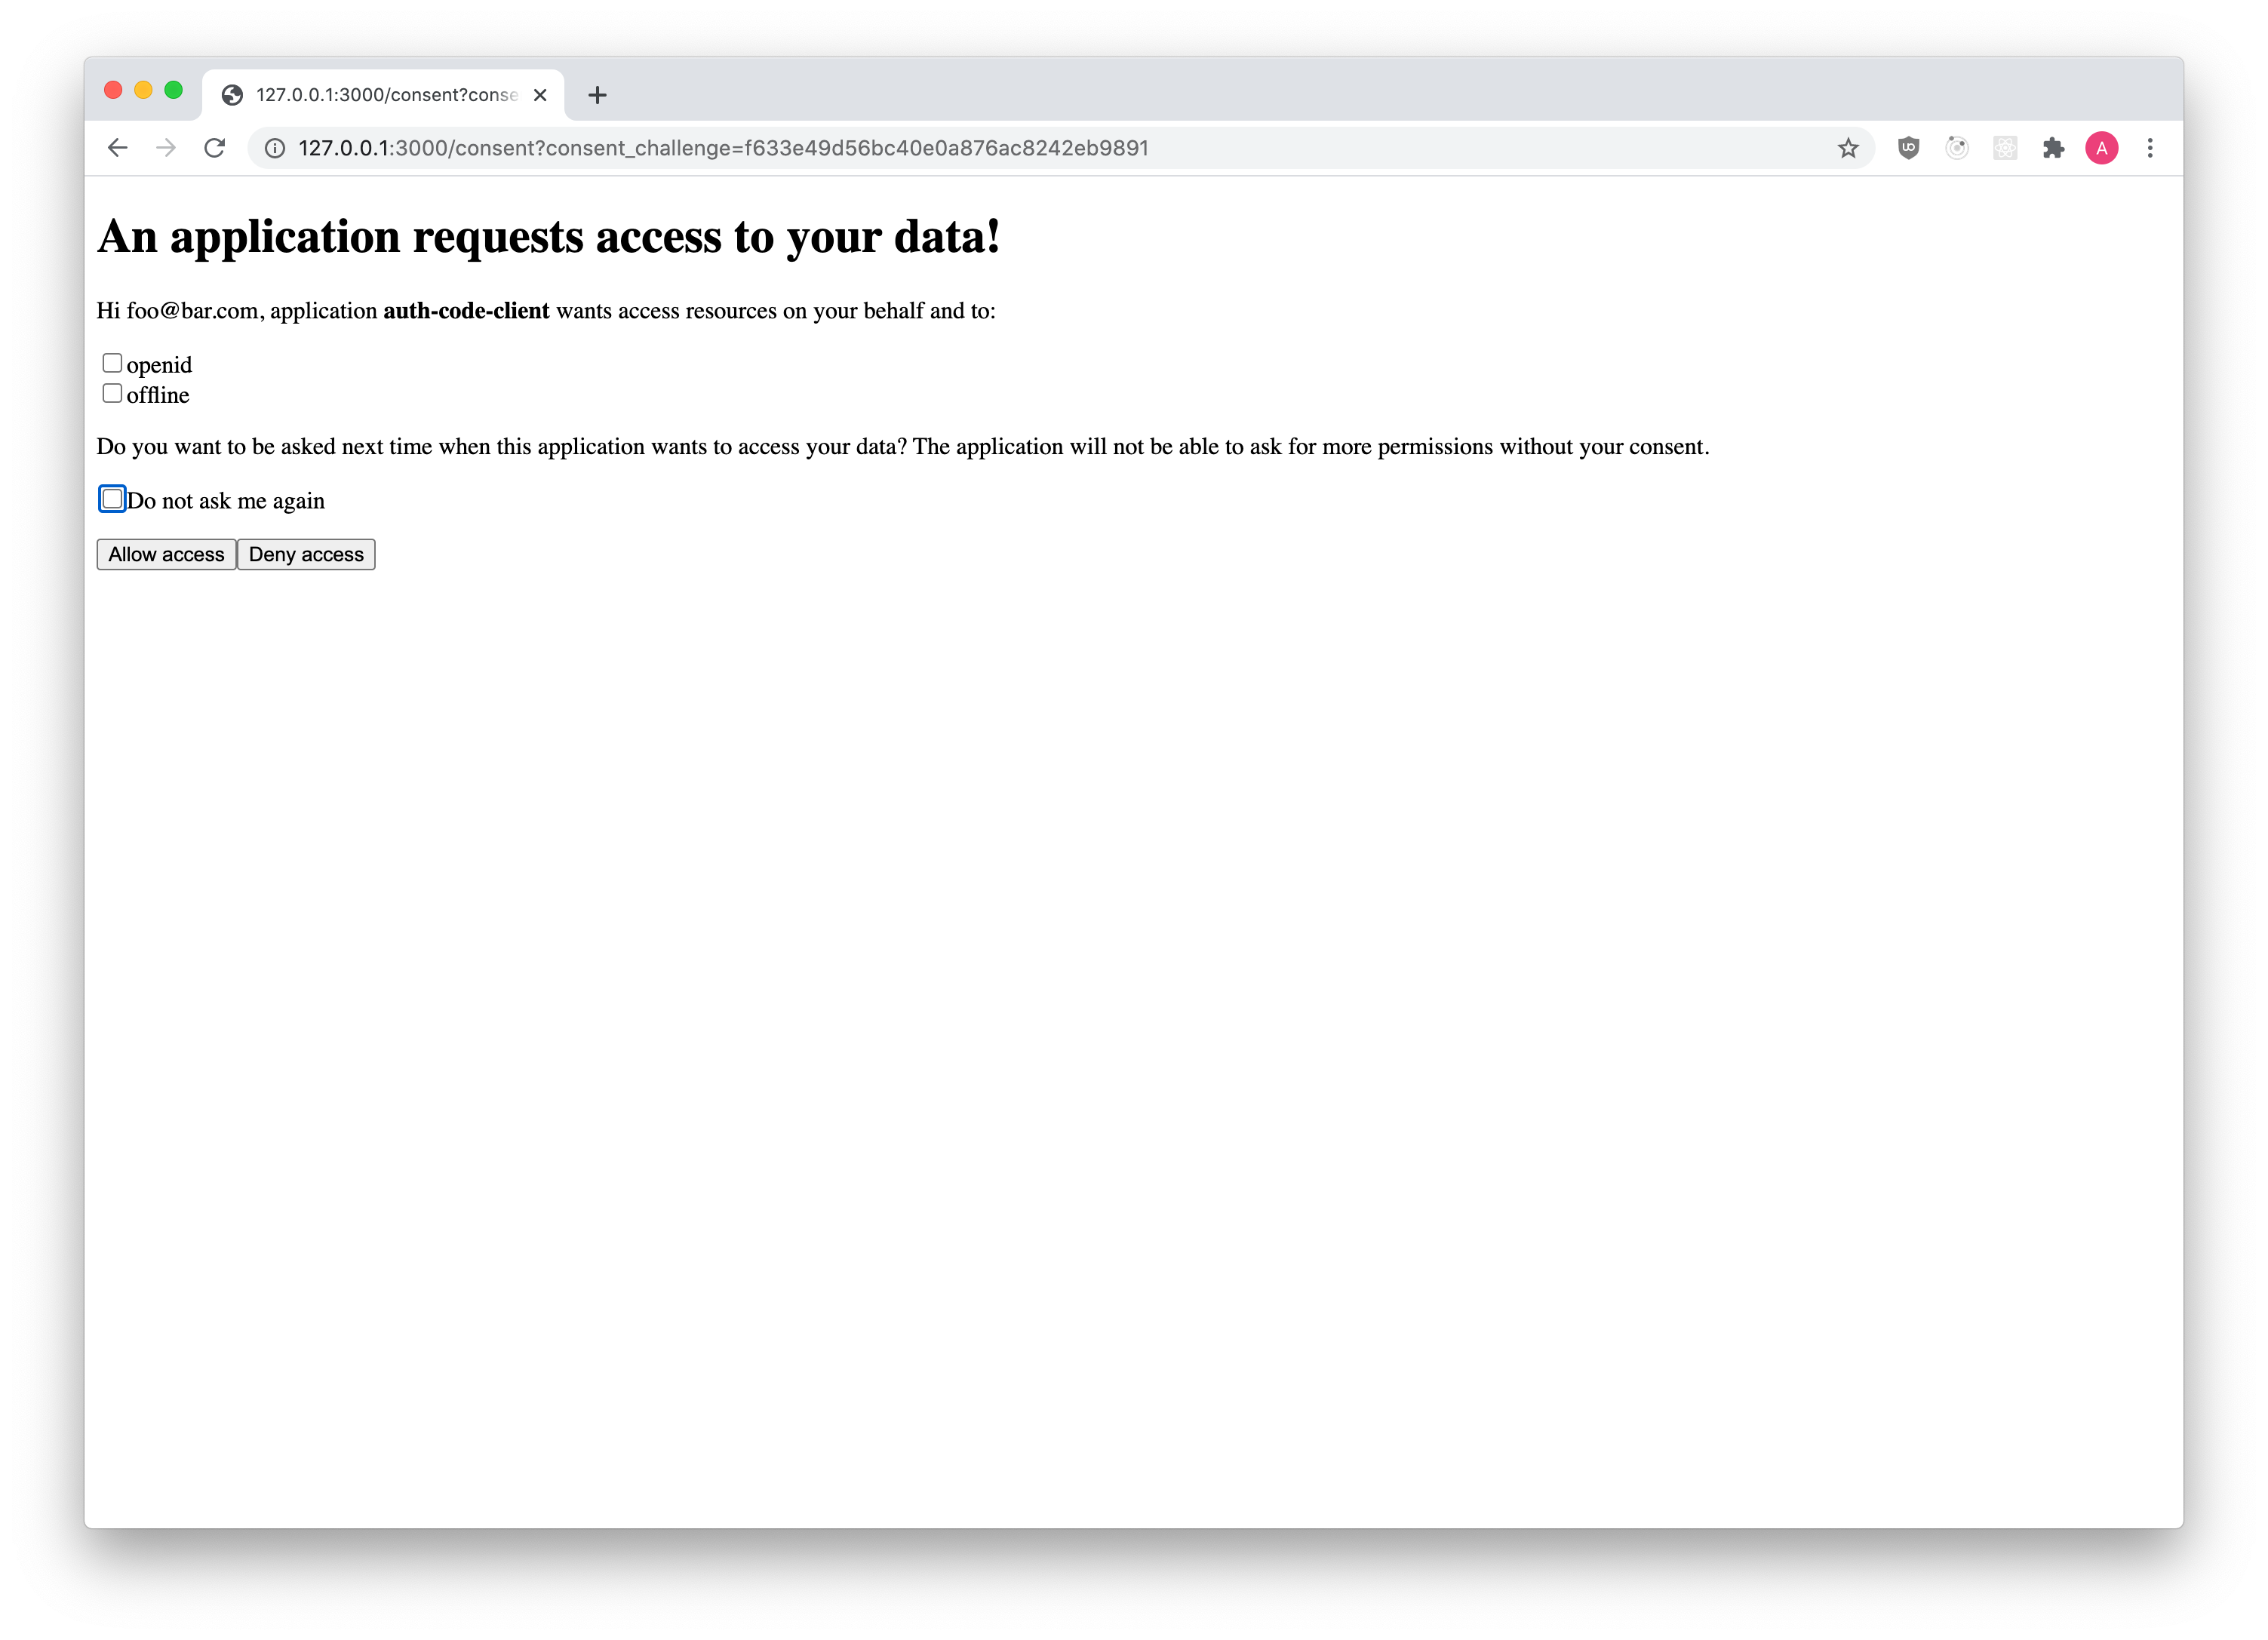 127.0.0.1:3000/consent?conse
127.0.0.1:3000/consent?consent_challenge=f633e49d56bc40e0a876ac8242eb9891
A
An application requests access to your data!
Hi foo@bar.com, application auth-code-client wants access resources on your behalf and to:
openid
offline
Do you want to be asked next time when this application wants to access your data? The application will not be able to ask for more permissions without your consent.
Do not ask me again
Allow access Deny access